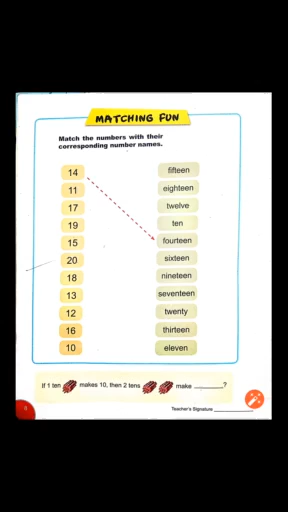 MATCHING FUN
Match the numbers with their
corresponding number names.
14 fifteen
11 eighteen
17 twelve
19 ten
15 fourteen
20 sixteen
18 nineteen
13 seventeen
12 twenty
16 thirteen
10 eleven
If 1 ten makes 10, then 2 tens make ________?
Teacher's Signature ________
8